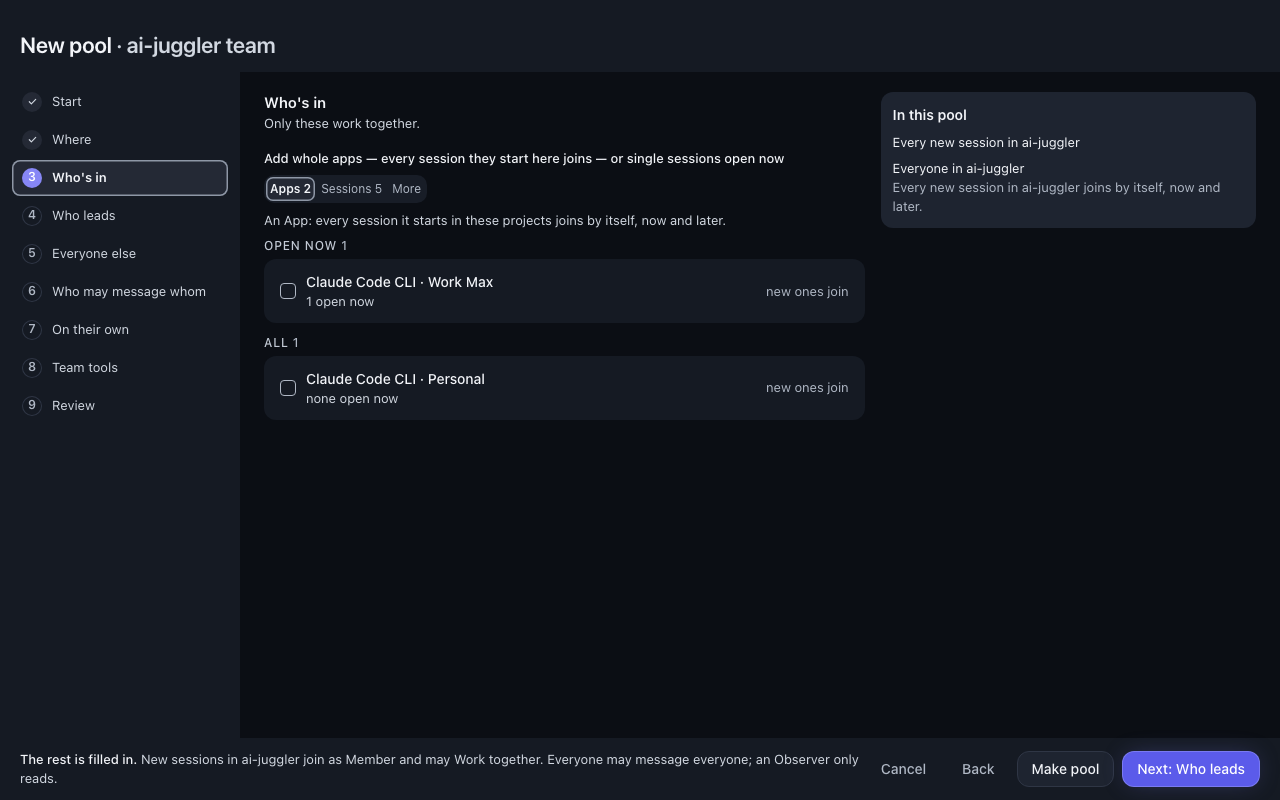 New pool · ai-juggler team
Start
Where
3 Who's in
4 Who leads
5 Everyone else
6 Who may message whom
7 On their own
8 Team tools
9 Review
Who's in
Only these work together.
Add whole apps — every session they start here joins — or single sessions open now
Apps 2 Sessions 5 More
An App: every session it starts in these projects joins by itself, now and later.
OPEN NOW 1
Claude Code CLI · Work Max
1 open now
new ones join
ALL 1
Claude Code CLI · Personal
none open now
new ones join
In this pool
Every new session in ai-juggler
Everyone in ai-juggler
Every new session in ai-juggler joins by itself, now and
later.
The rest is filled in. New sessions in ai-juggler join as Member and may Work together. Everyone may message everyone; an Observer only
reads.
Cancel Back Make pool Next: Who leads